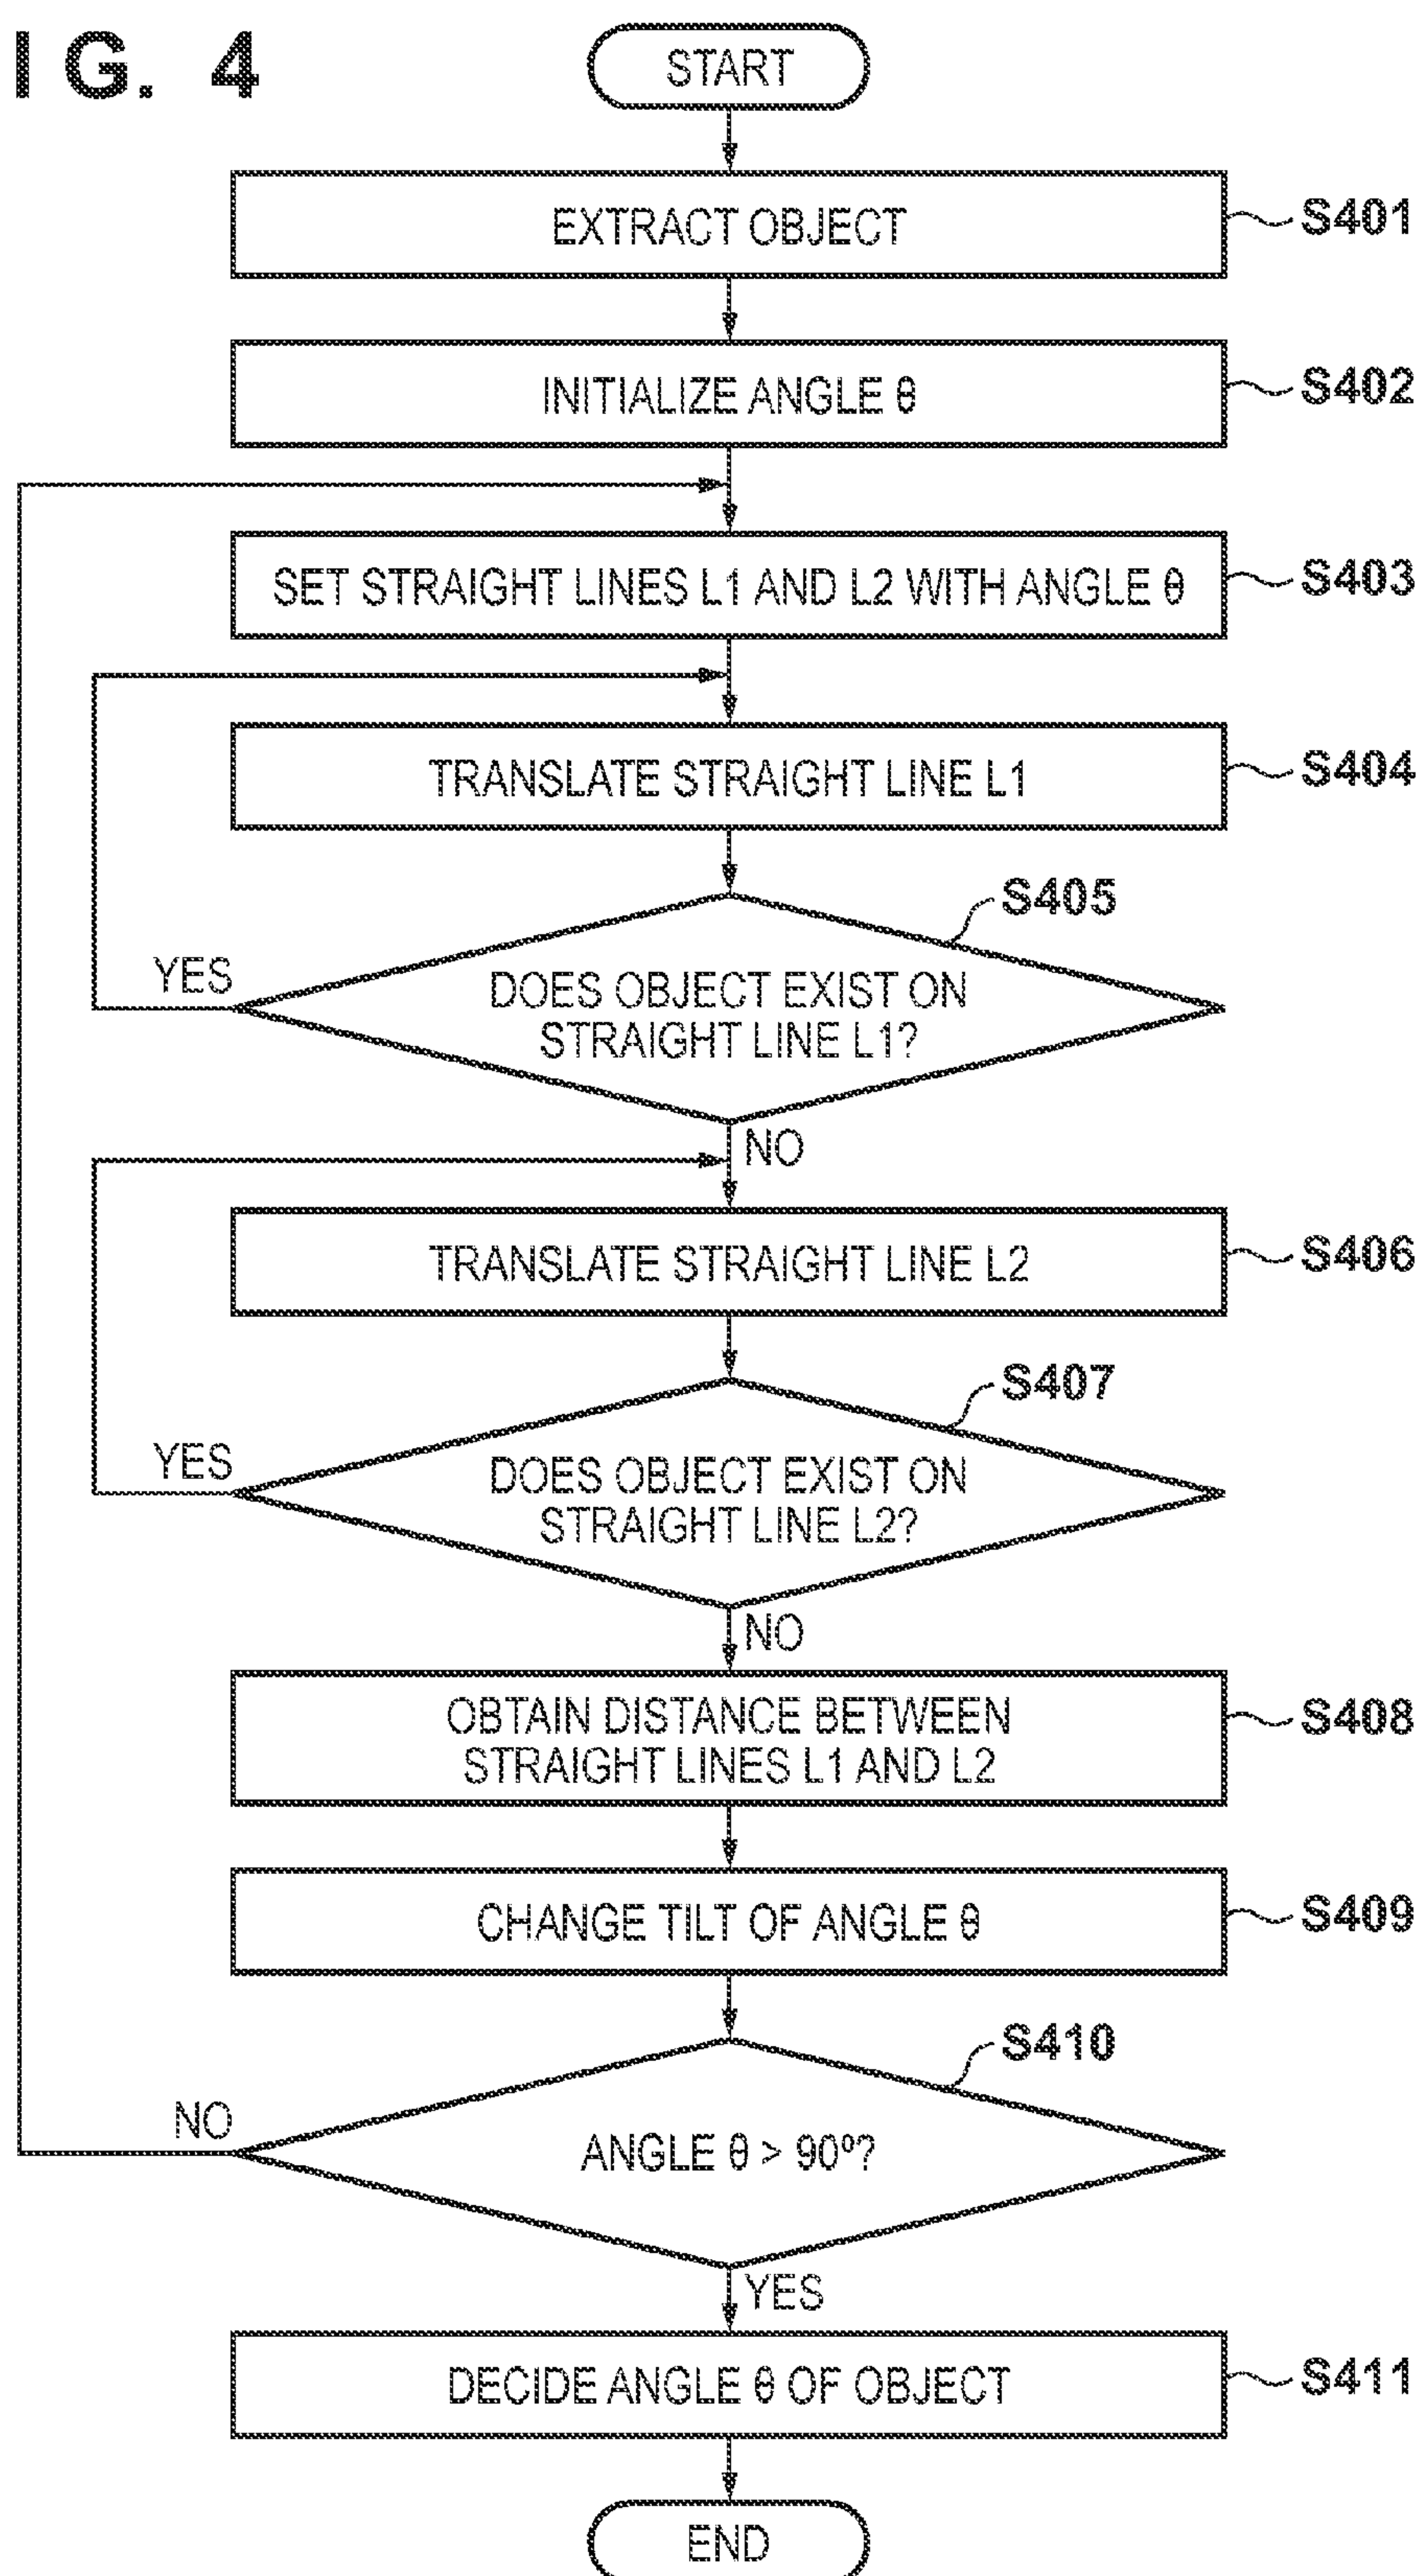 I G. 4
START
EXTRACT OBJECT
S401
INITIALIZE ANGLE θ
S402
SET STRAIGHT LINES L1 AND L2 WITH ANGLE θ
S403
TRANSLATE STRAIGHT LINE L1
S404
S405
YES
DOES OBJECT EXIST ON
STRAIGHT LINE L1?
NO
TRANSLATE STRAIGHT LINE L2
S406
S407
YES
DOES OBJECT EXIST ON
STRAIGHT LINE L2?
NO
OBTAIN DISTANCE BETWEEN
STRAIGHT LINES L1 AND L2
S408
CHANGE TILT OF ANGLE θ
S409
S410
NO
ANGLE θ > 90º?
YES
DECIDE ANGLE θ OF OBJECT
S411
END